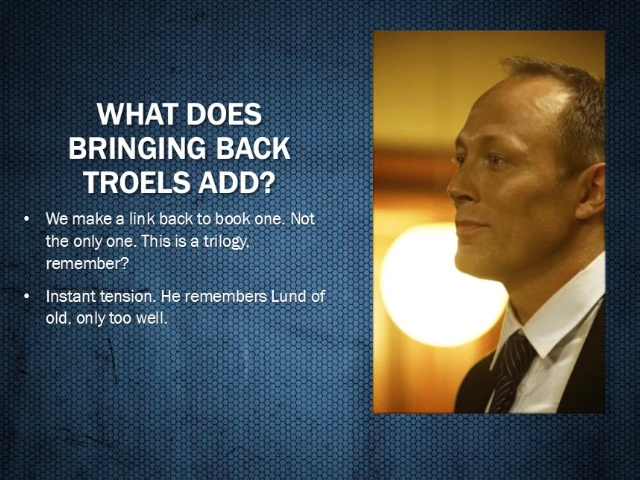 WHAT DOES
BRINGING BACK
TROELS ADD?
• We make a link back to book one. Not
the only one. This is a trilogy,
remember?
• Instant tension. He remembers Lund of
old, only too well.